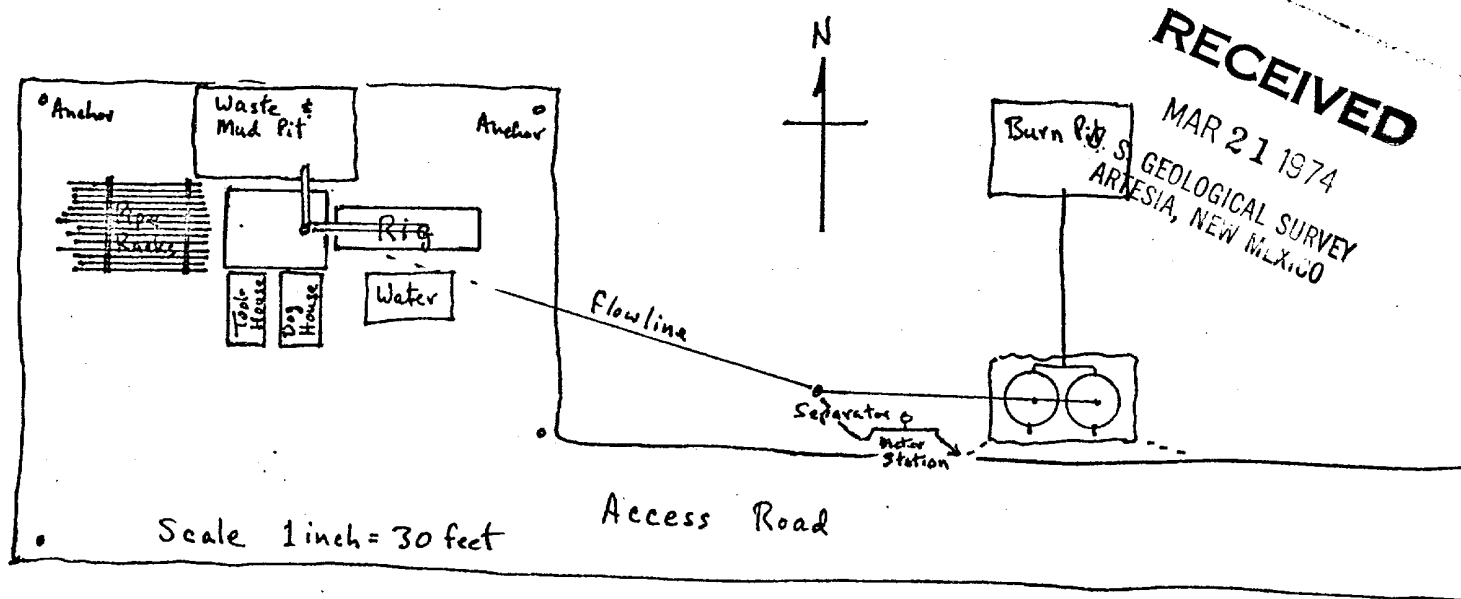 N
RECEIVED
MAR 21 1974
U. S. GEOLOGICAL SURVEY
ARTESIA, NEW MEXICO
Anchor
Waste &
Mud Pit
Anchor
Burn Pit
Pipe
Racks
Rig
Tool-
House
Dog
House
Water
Flowline
Separator
Meter
Station
Access Road
Scale 1 inch = 30 feet